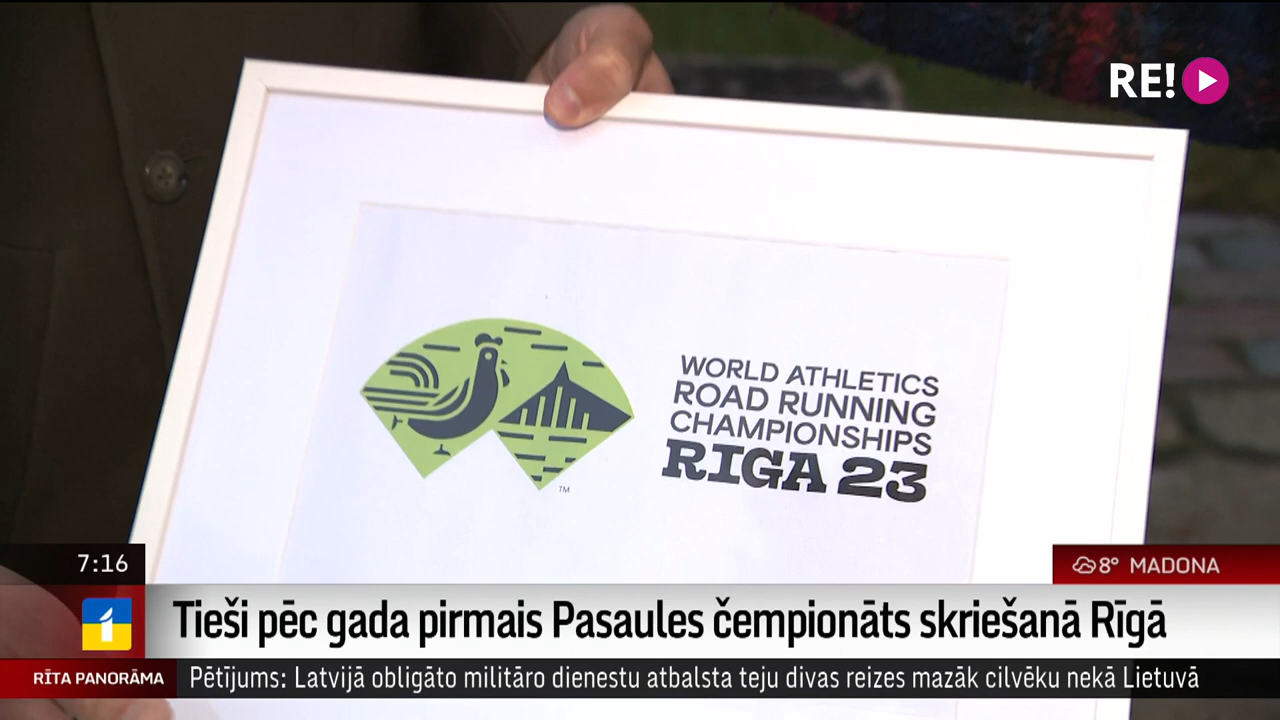 RE!
WORLD ATHLETICS
ROAD RUNNING
CHAMPIONSHIPS
RIGA 23
TM
7:16
8° MADONA
1
Tieši pēc gada pirmais Pasaules čempionāts skriešanā Rīgā
RĪTA PANORĀMA
Pētījums: Latvijā obligāto militāro dienestu atbalsta teju divas reizes mazāk cilvēku nekā Lietuvā